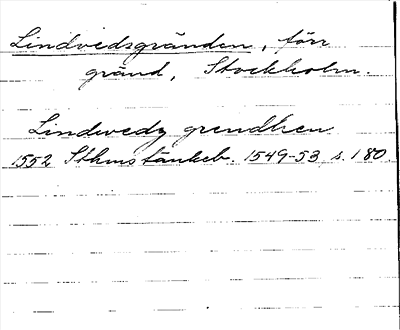 Lindvedsgränden, förr
gränd, Stockholm.
Lindwedz grendhen
1552 Sthms tänkeb. 1549-53 s. 180.